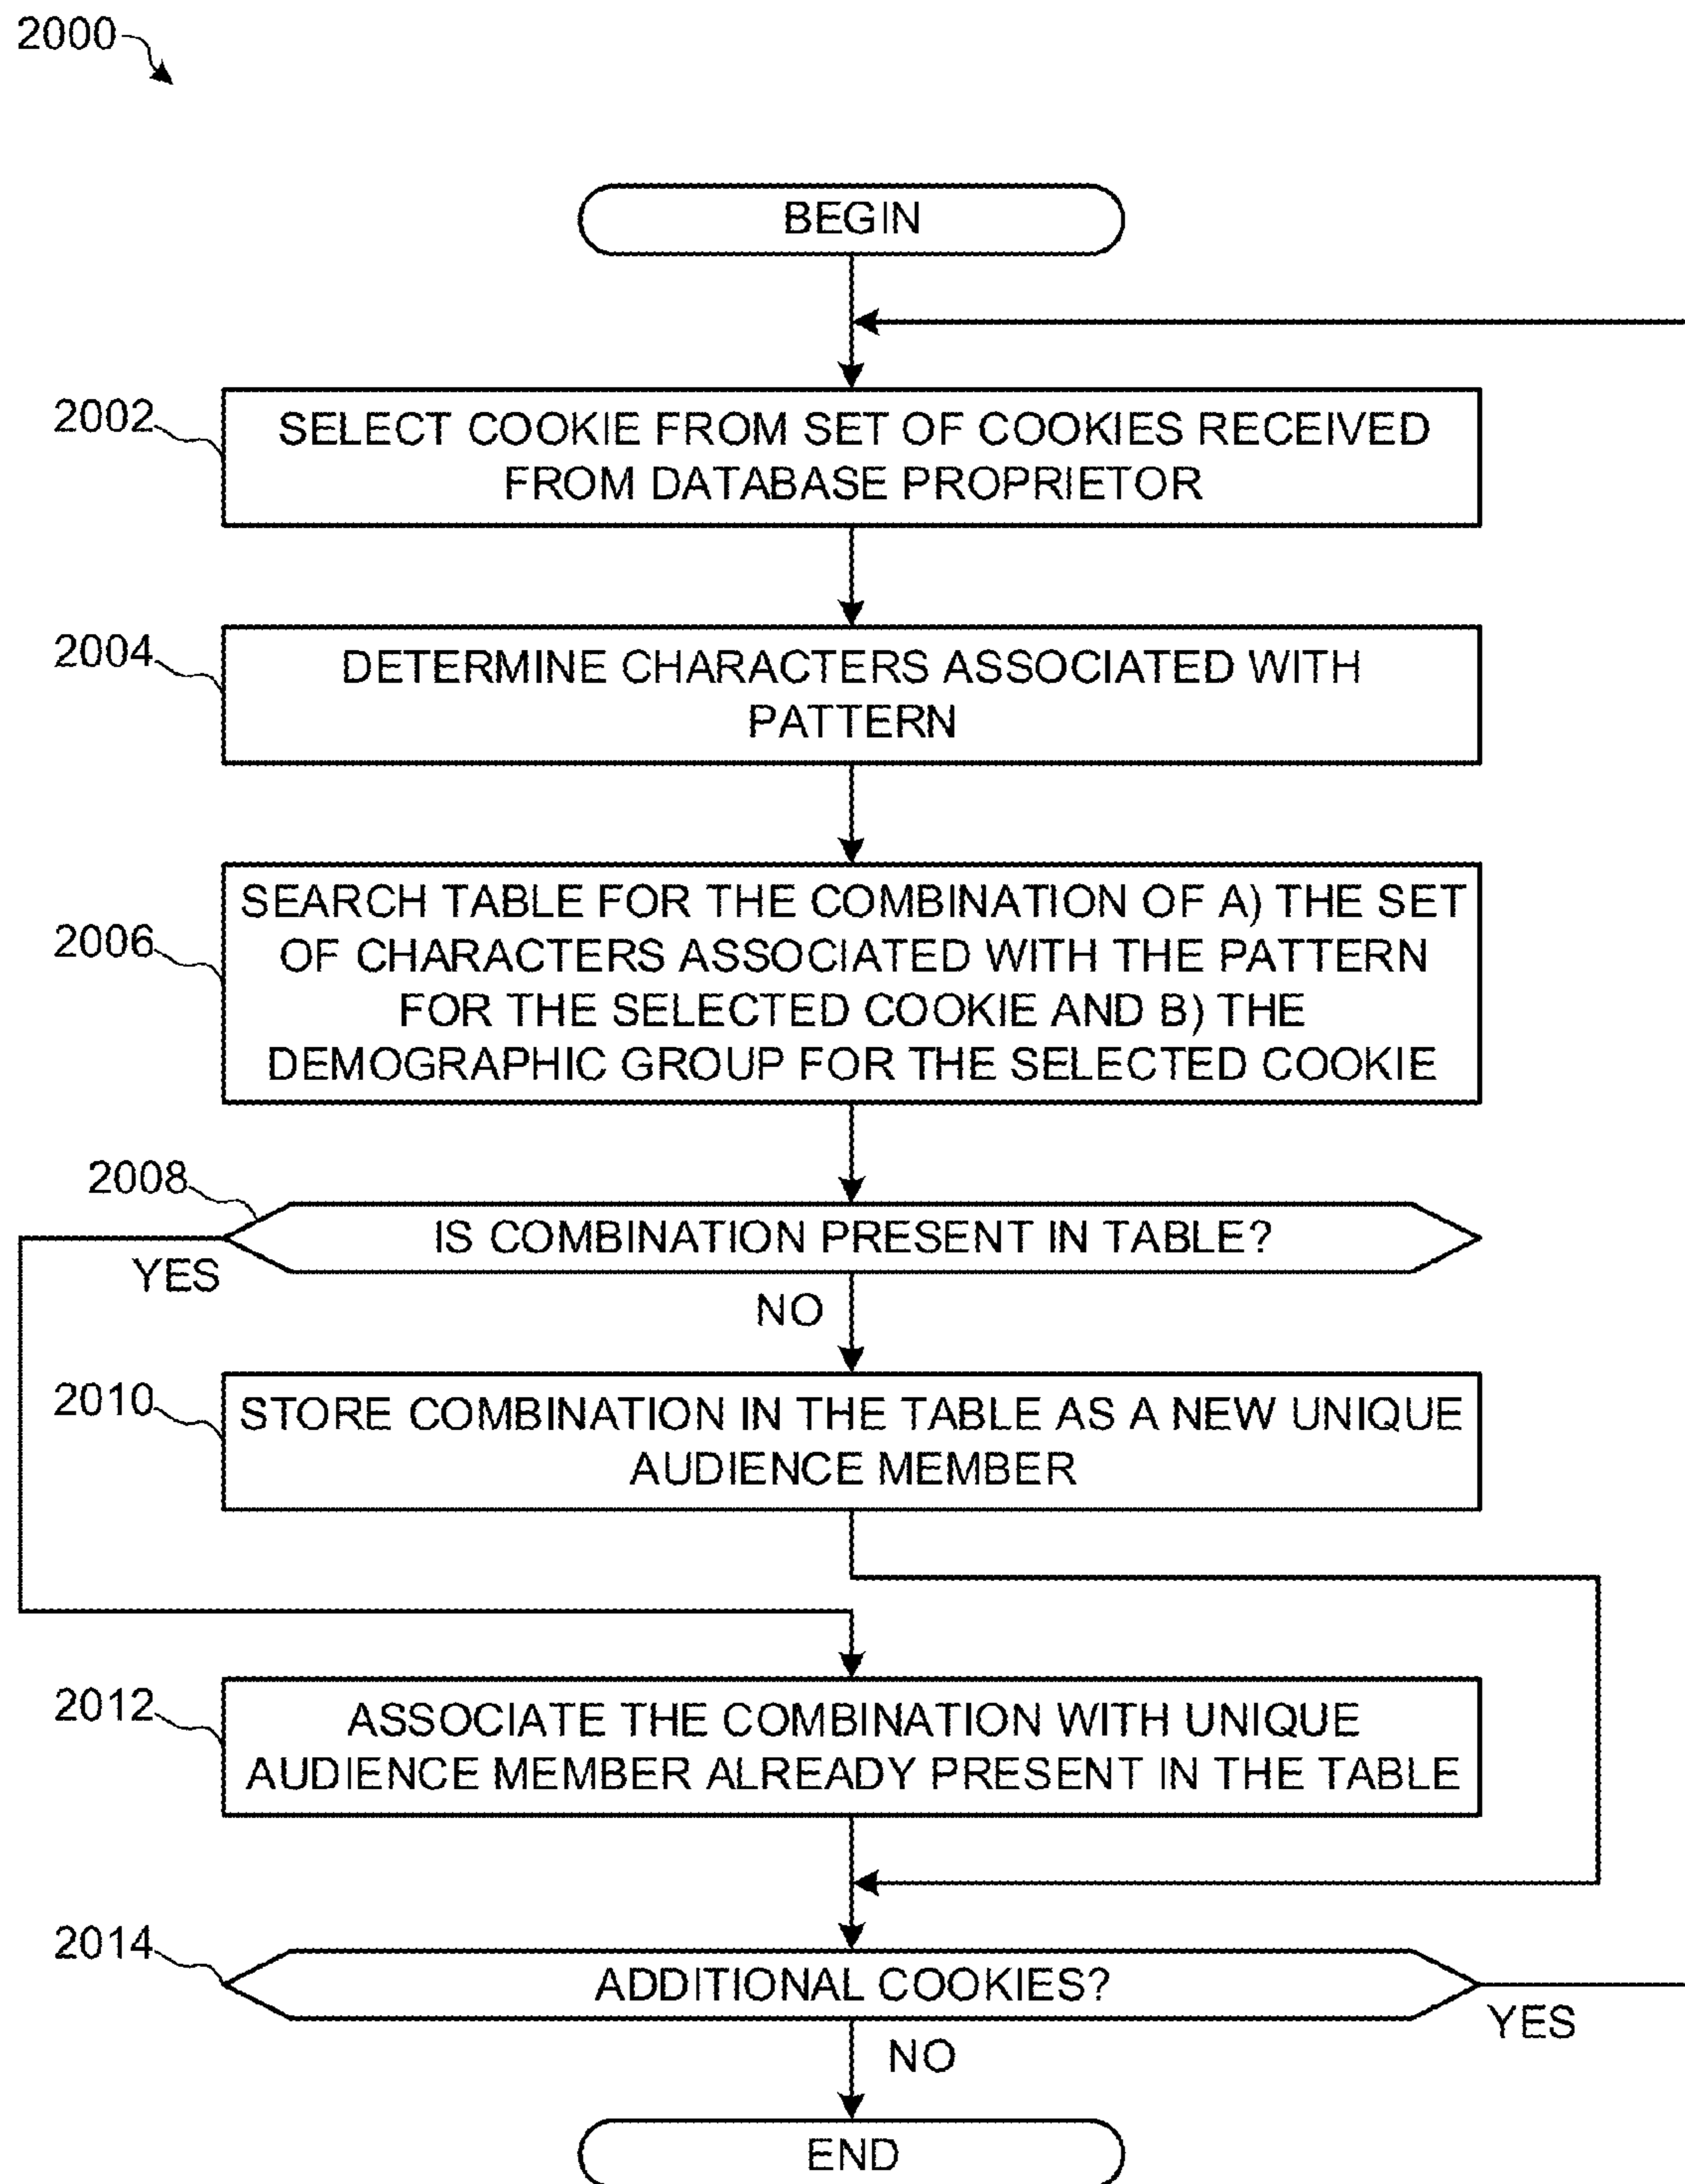 2000
BEGIN
2002
SELECT COOKIE FROM SET OF COOKIES RECEIVED
FROM DATABASE PROPRIETOR
2004
DETERMINE CHARACTERS ASSOCIATED WITH
PATTERN
2006
SEARCH TABLE FOR THE COMBINATION OF A) THE SET
OF CHARACTERS ASSOCIATED WITH THE PATTERN
FOR THE SELECTED COOKIE AND B) THE
DEMOGRAPHIC GROUP FOR THE SELECTED COOKIE
2008
IS COMBINATION PRESENT IN TABLE?
YES
NO
2010
STORE COMBINATION IN THE TABLE AS A NEW UNIQUE
AUDIENCE MEMBER
2012
ASSOCIATE THE COMBINATION WITH UNIQUE
AUDIENCE MEMBER ALREADY PRESENT IN THE TABLE
2014
ADDITIONAL COOKIES?
YES
NO
END